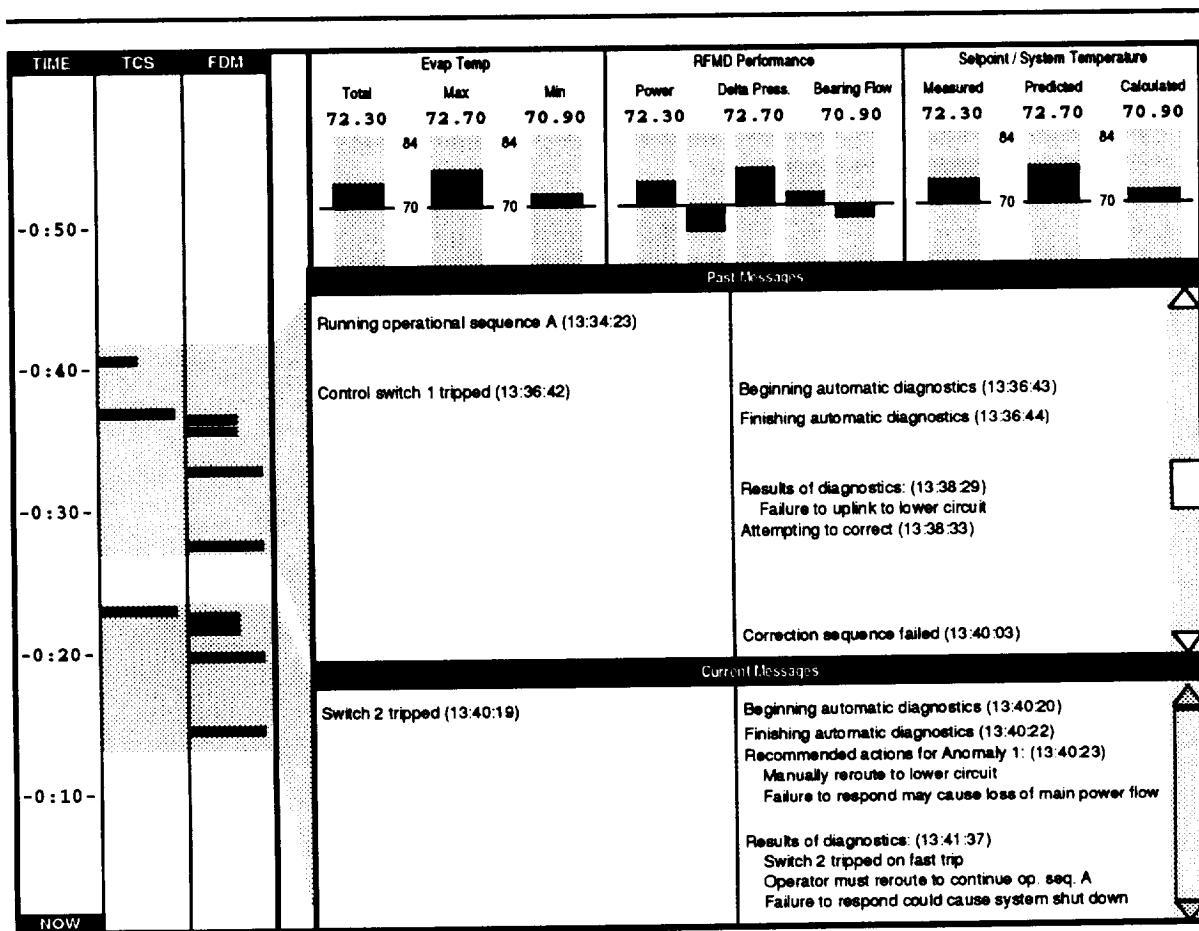 TIME TCS FDM
-0:50-
-0:40-
-0:30-
-0:20-
-0:10-
NOW
Evap Temp
Total Max Min
72.30 72.70 70.90
84 84
70 70
RFMD Performance
Power Delta Press. Bearing Flow
72.30 72.70 70.90
Setpoint / System Temperature
Measured Predicted Calculated
72.30 72.70 70.90
84 84
70 70
Past Messages
Running operational sequence A (13:34:23)
Control switch 1 tripped (13:36:42)
Beginning automatic diagnostics (13:36:43)
Finishing automatic diagnostics (13:36:44)
Results of diagnostics: (13:38:29)
Failure to uplink to lower circuit
Attempting to correct (13:38:33)
Correction sequence failed (13:40:03)
Current Messages
Switch 2 tripped (13:40:19)
Beginning automatic diagnostics (13:40:20)
Finishing automatic diagnostics (13:40:22)
Recommended actions for Anomaly 1: (13:40:23)
Manually reroute to lower circuit
Failure to respond may cause loss of main power flow
Results of diagnostics: (13:41:37)
Switch 2 tripped on fast trip
Operator must reroute to continue op. seq. A
Failure to respond could cause system shut down